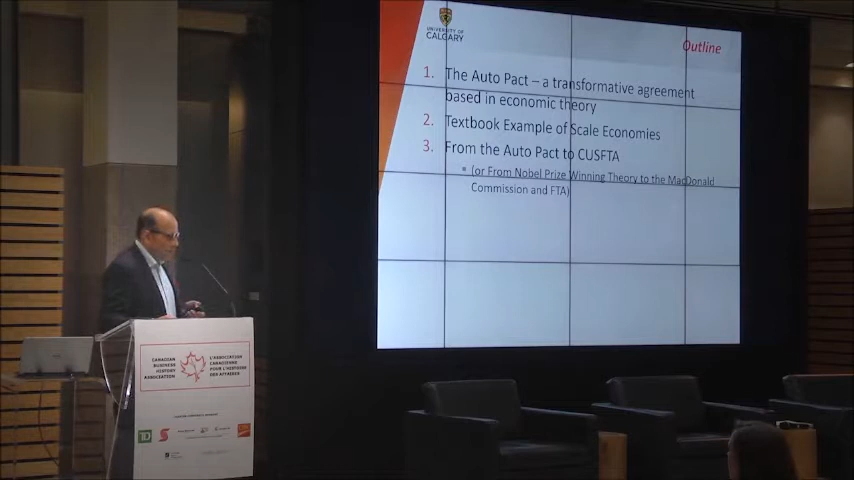 UNIVERSITY OF
CALGARY
Outline
1. The Auto Pact – a transformative agreement
based in economic theory
2. Textbook Example of Scale Economies
3. From the Auto Pact to CUSFTA
▪ (or From Nobel Prize Winning Theory to the MacDonald
Commission and FTA)
CANADIAN
BUSINESS
HISTORY
ASSOCIATION
L'ASSOCIATION
CANADIENNE
POUR L'HISTOIRE
DES AFFAIRES
TD